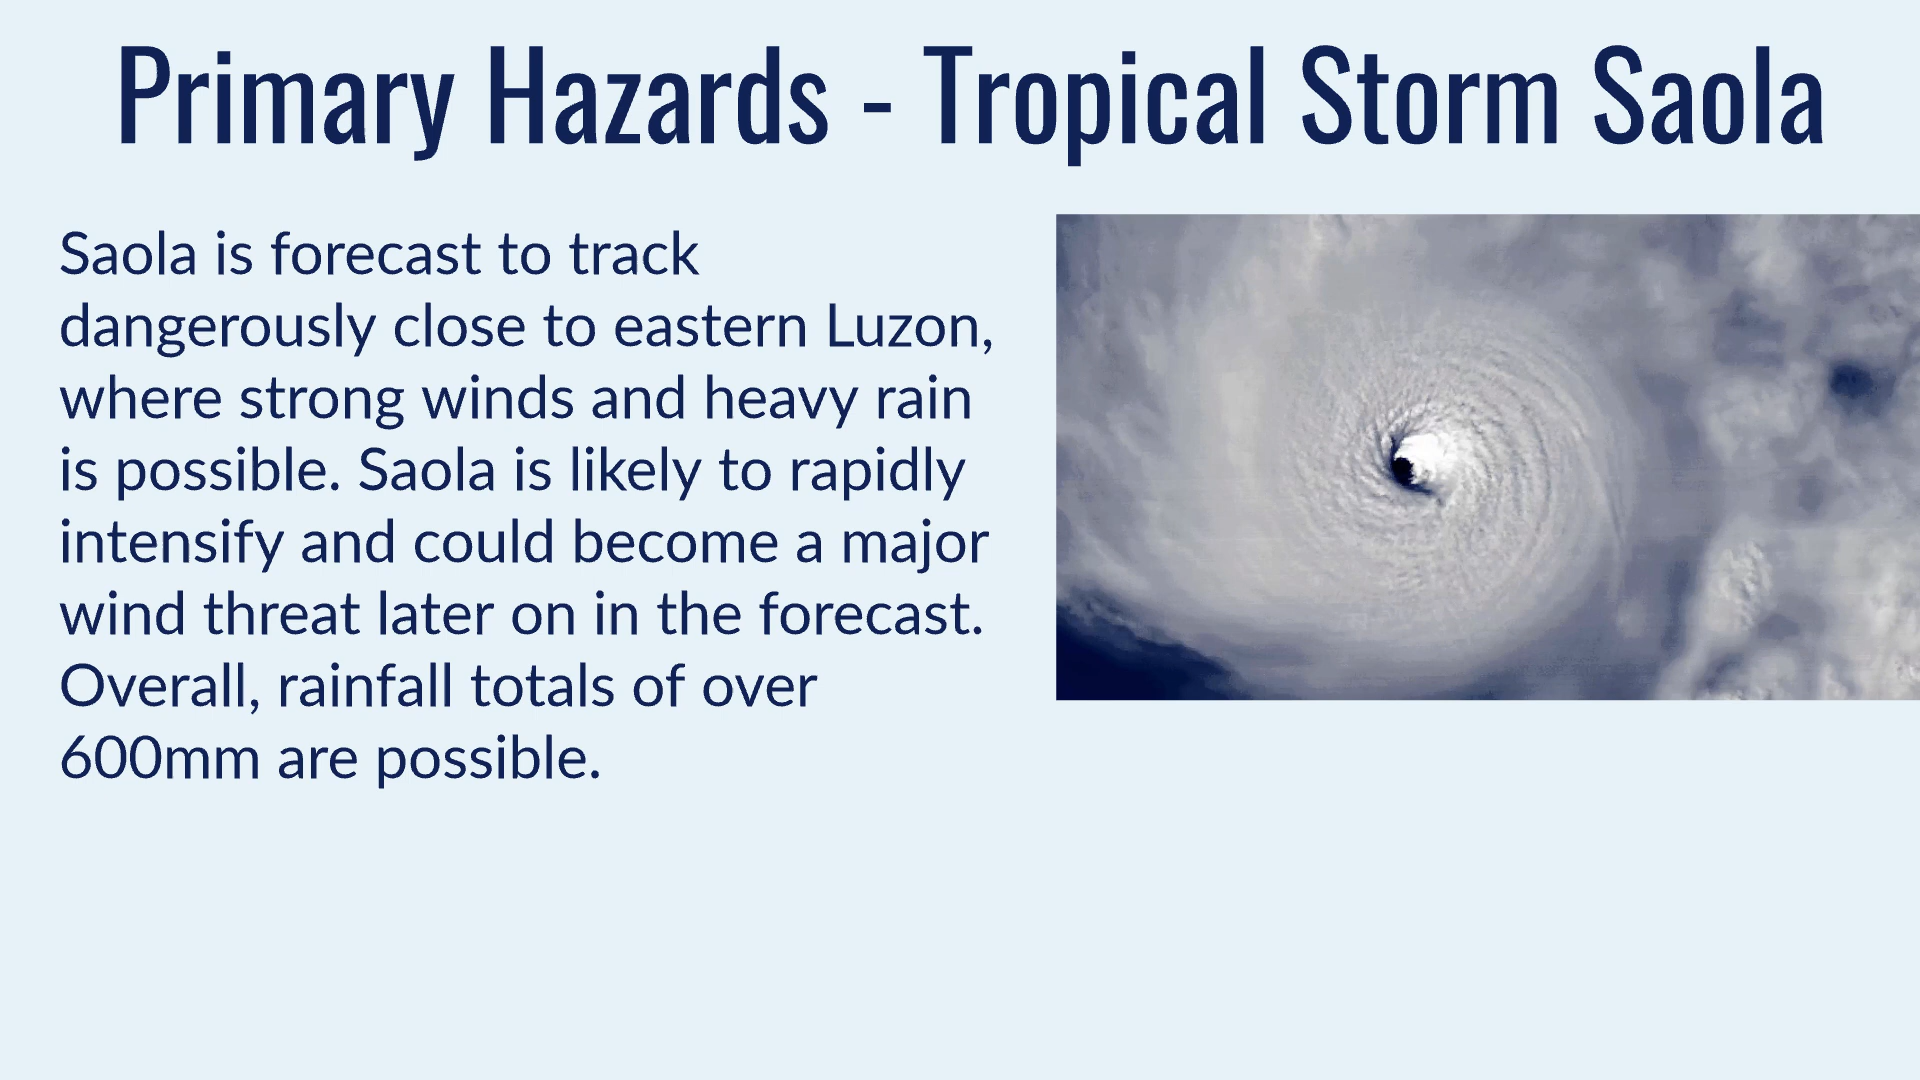 Primary Hazards - Tropical Storm Saola
Saola is forecast to track
dangerously close to eastern Luzon,
where strong winds and heavy rain
is possible. Saola is likely to rapidly
intensify and could become a major
wind threat later on in the forecast.
Overall, rainfall totals of over
600mm are possible.